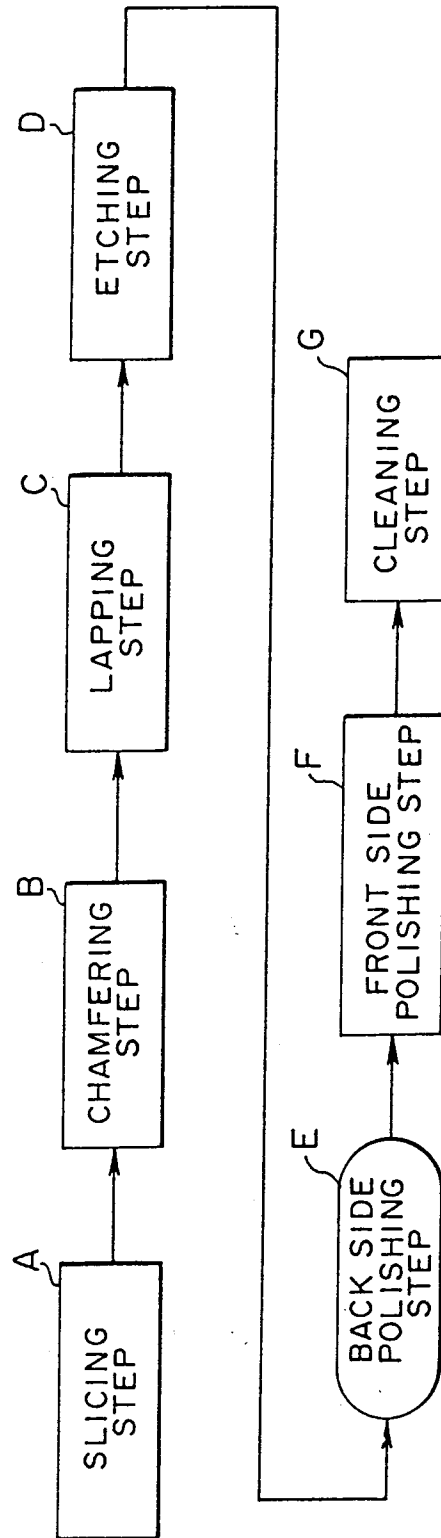 A
SLICING
STEP
B
CHAMFERING
STEP
C
LAPPING
STEP
D
ETCHING
STEP
E
BACK SIDE
POLISHING
STEP
F
FRONT SIDE
POLISHING STEP
G
CLEANING
STEP